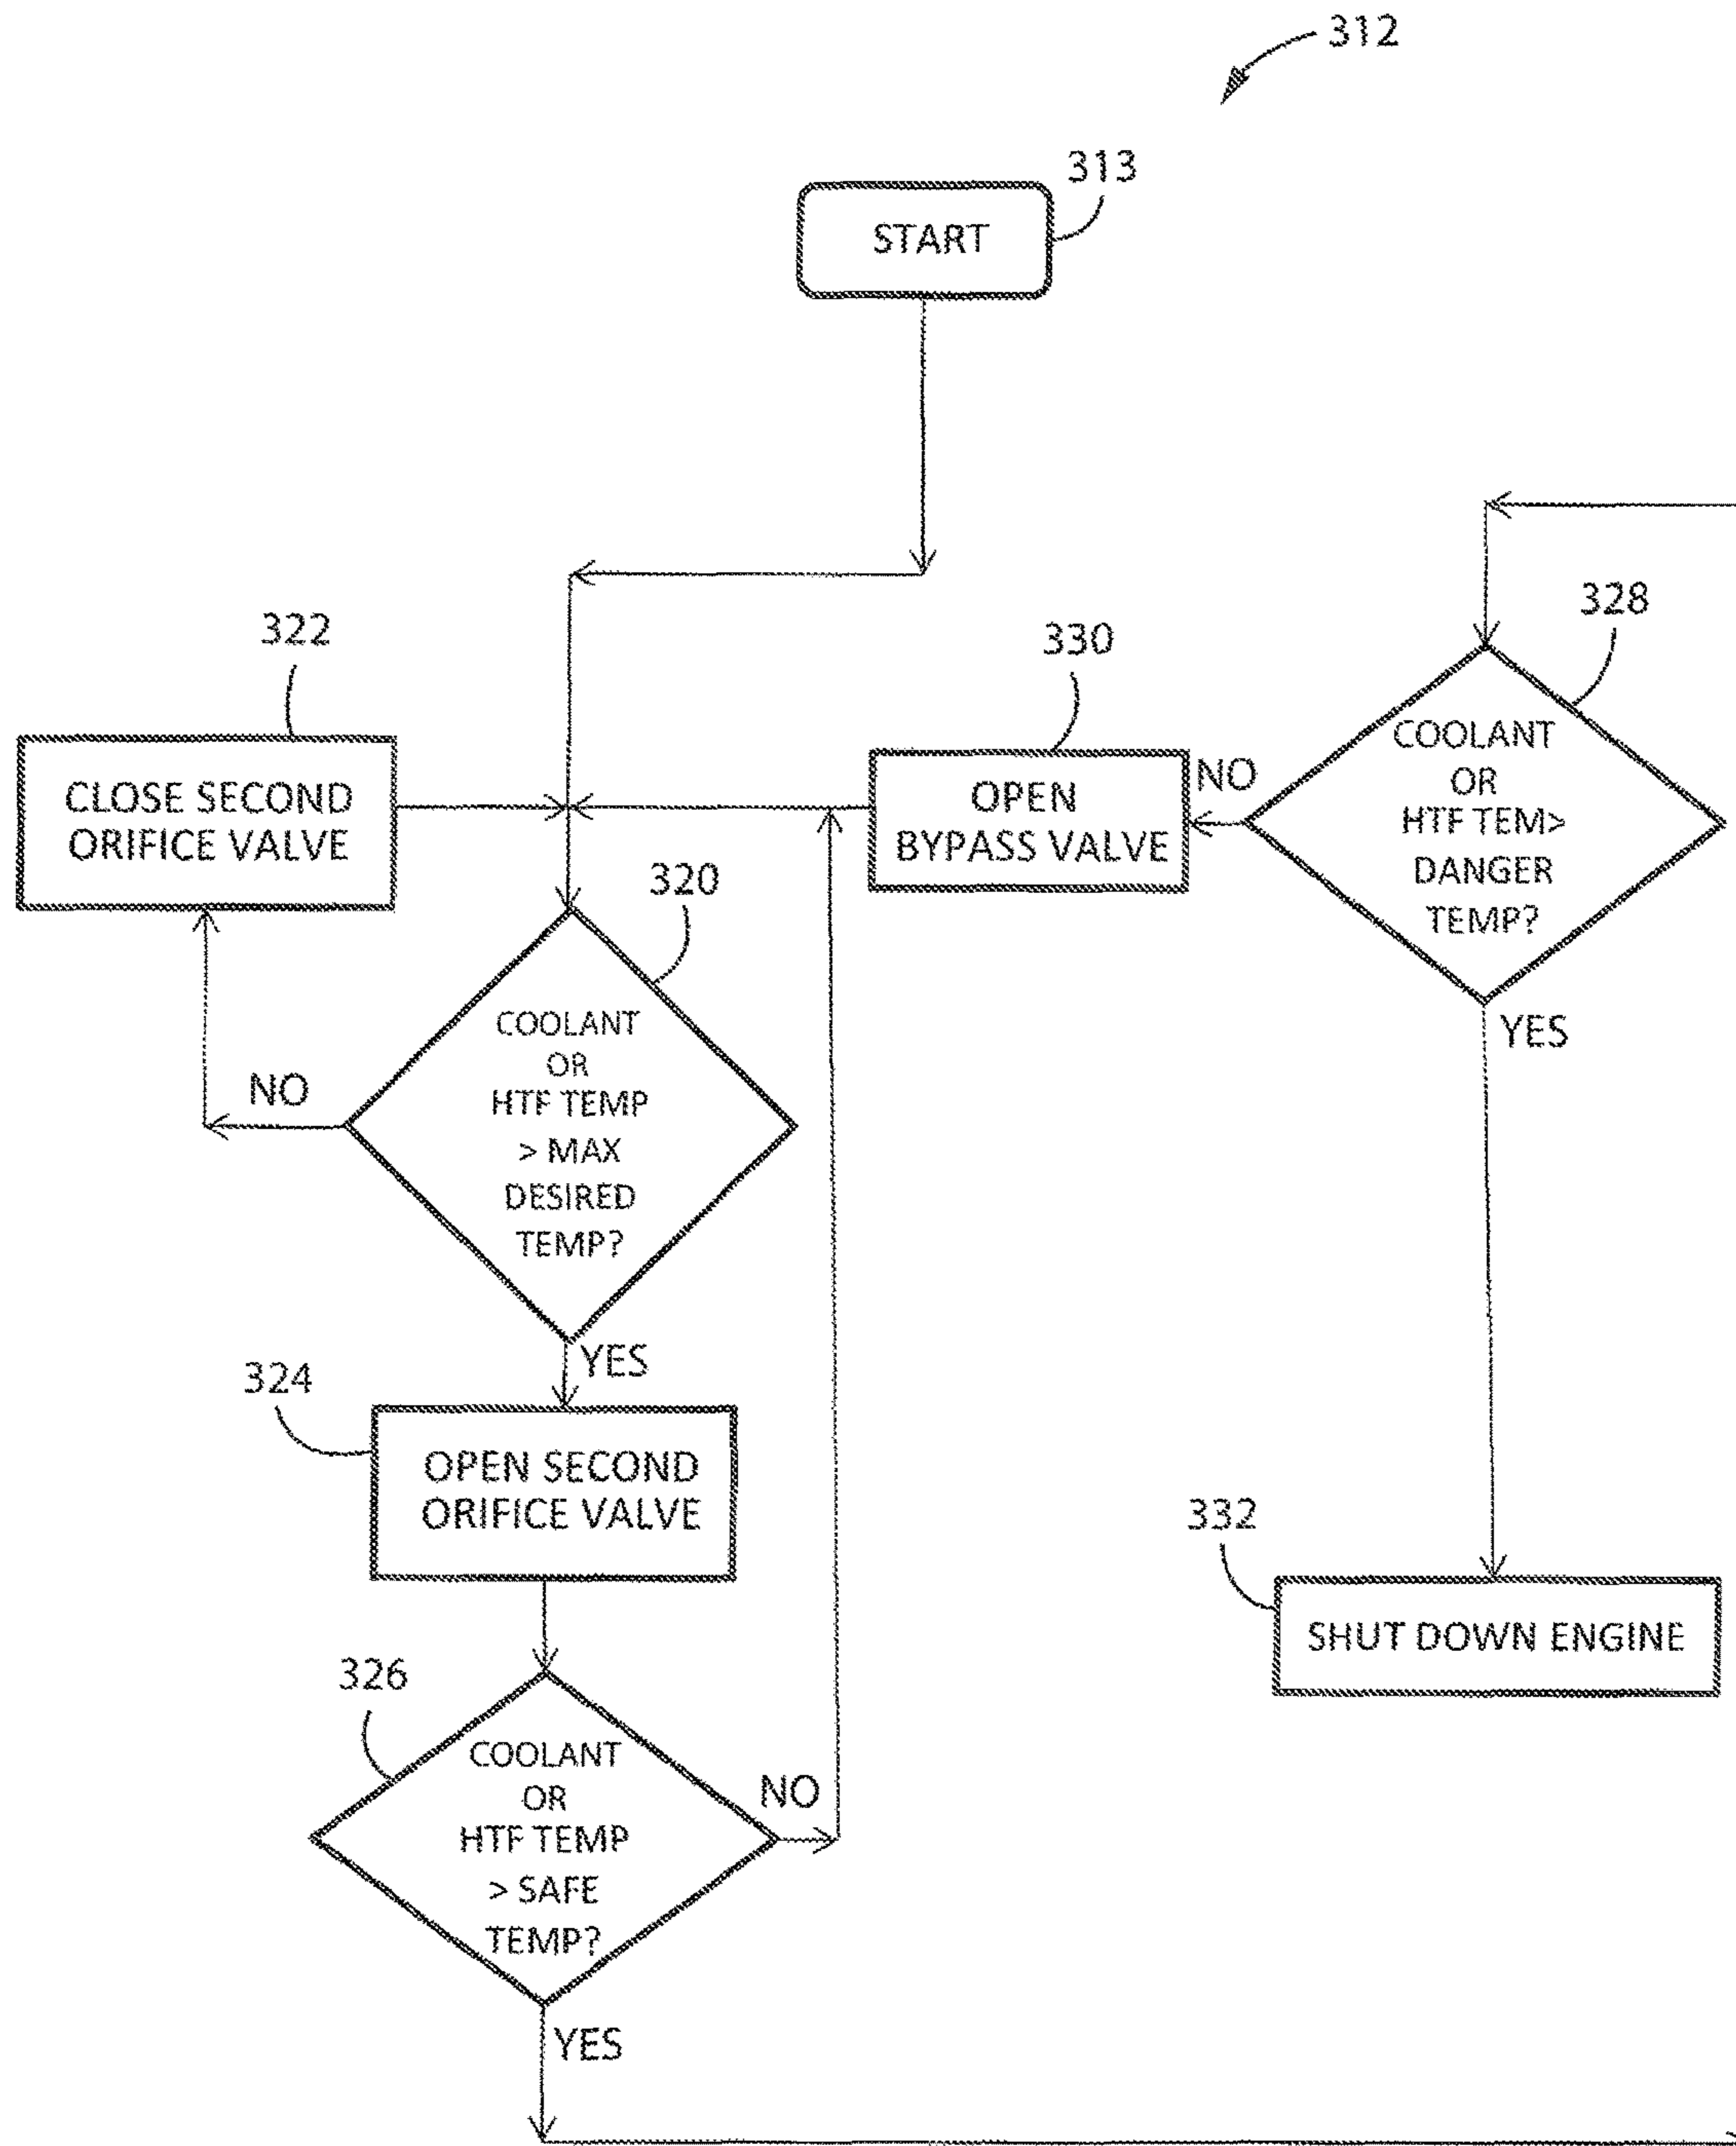 312
313
START
322
CLOSE SECOND
ORIFICE VALVE
330
OPEN
BYPASS VALVE
NO
328
COOLANT
OR
HTF TEM>
DANGER
TEMP?
YES
320
COOLANT
OR
HTF TEMP
> MAX
DESIRED
TEMP?
NO
YES
324
OPEN SECOND
ORIFICE VALVE
332
SHUT DOWN ENGINE
326
COOLANT
OR
HTF TEMP
> SAFE
TEMP?
NO
YES